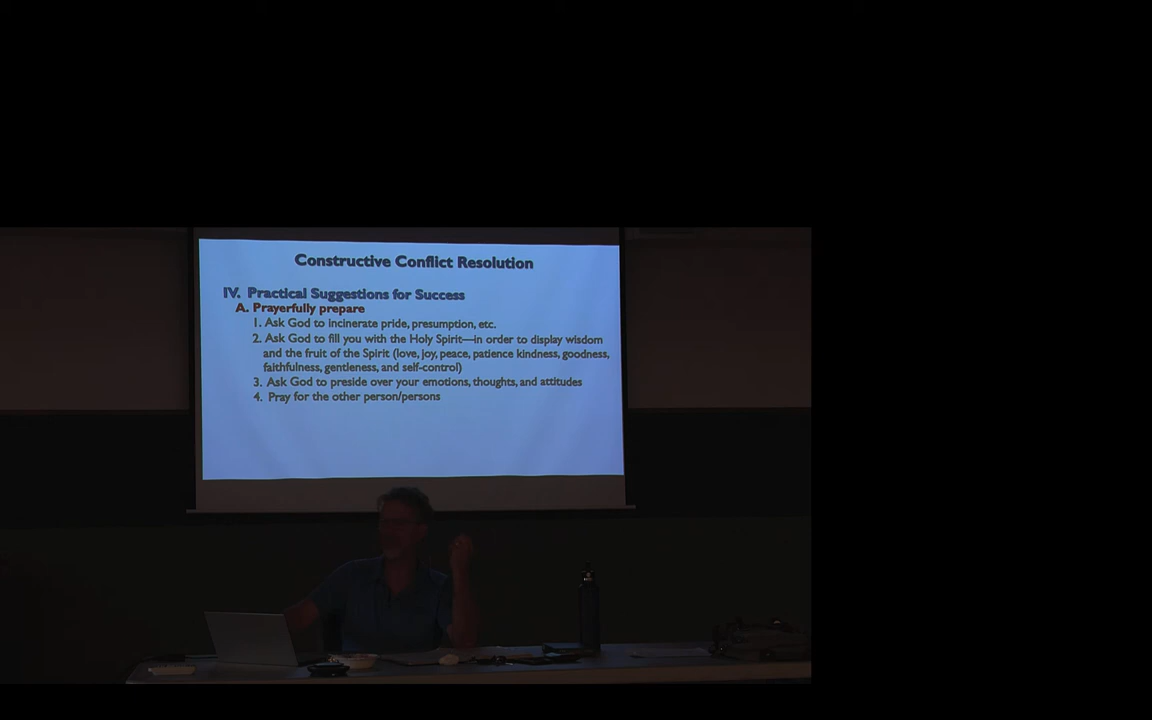 Constructive Conflict Resolution
IV. Practical Suggestions for Success
A. Prayerfully prepare
1. Ask God to incinerate pride, presumption, etc.
2. Ask God to fill you with the Holy Spirit—in order to display wisdom
and the fruit of the Spirit (love, joy, peace, patience kindness, goodness,
faithfulness, gentleness, and self-control)
3. Ask God to preside over your emotions, thoughts, and attitudes
4. Pray for the other person/persons